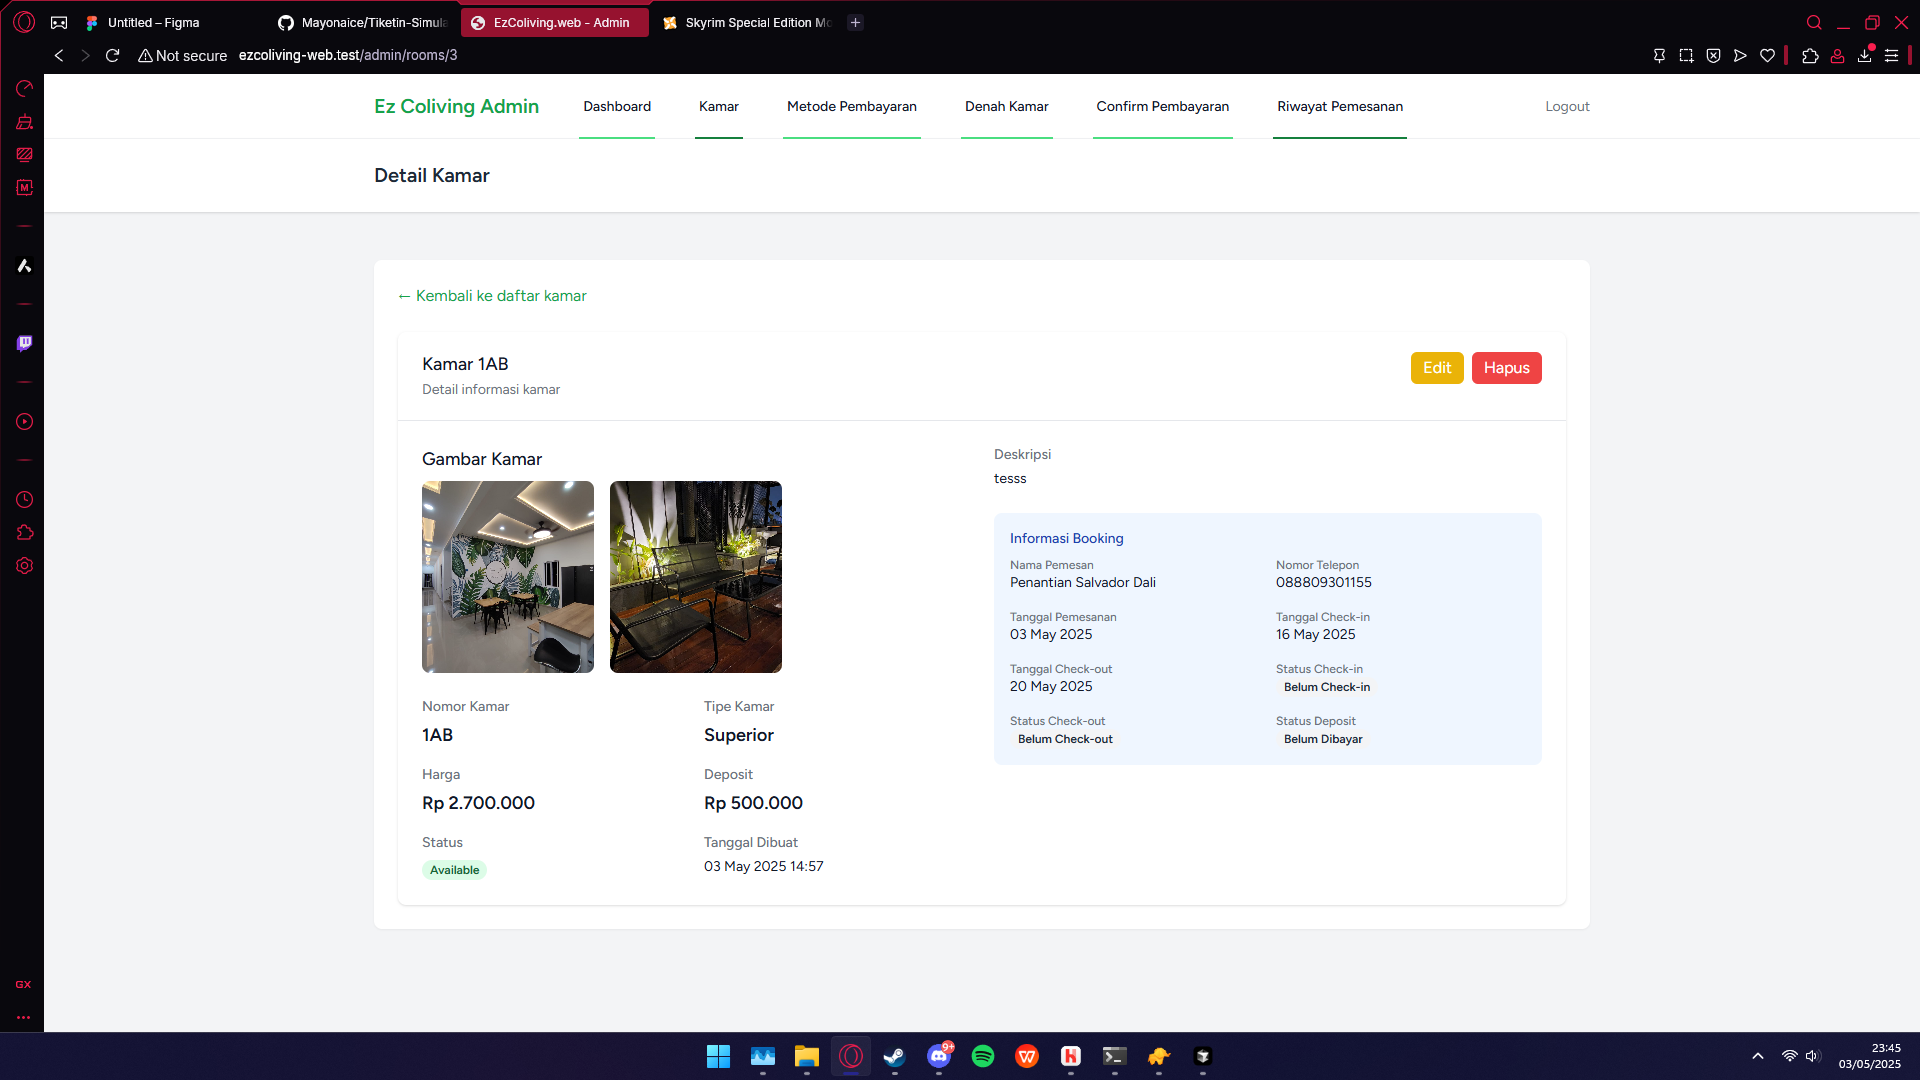 Untitled – Figma
Mayonaice/Tiketin-Simula
EzColiving.web - Admin
Skyrim Special Edition Mo
Not secure
ezcoliving-web.test/admin/rooms/3
Ez Coliving Admin
Dashboard
Kamar
Metode Pembayaran
Denah Kamar
Confirm Pembayaran
Riwayat Pemesanan
Logout
Detail Kamar
← Kembali ke daftar kamar
Kamar 1AB
Detail informasi kamar
Edit
Hapus
Gambar Kamar
Nomor Kamar
Tipe Kamar
1AB
Superior
Harga
Deposit
Rp 2.700.000
Rp 500.000
Status
Tanggal Dibuat
Available
03 May 2025 14:57
Deskripsi
tesss
Informasi Booking
Nama Pemesan
Nomor Telepon
Penantian Salvador Dali
088809301155
Tanggal Pemesanan
Tanggal Check-in
03 May 2025
16 May 2025
Tanggal Check-out
Status Check-in
20 May 2025
Belum Check-in
Status Check-out
Status Deposit
Belum Check-out
Belum Dibayar
M
GX
9+
23:45
03/05/2025